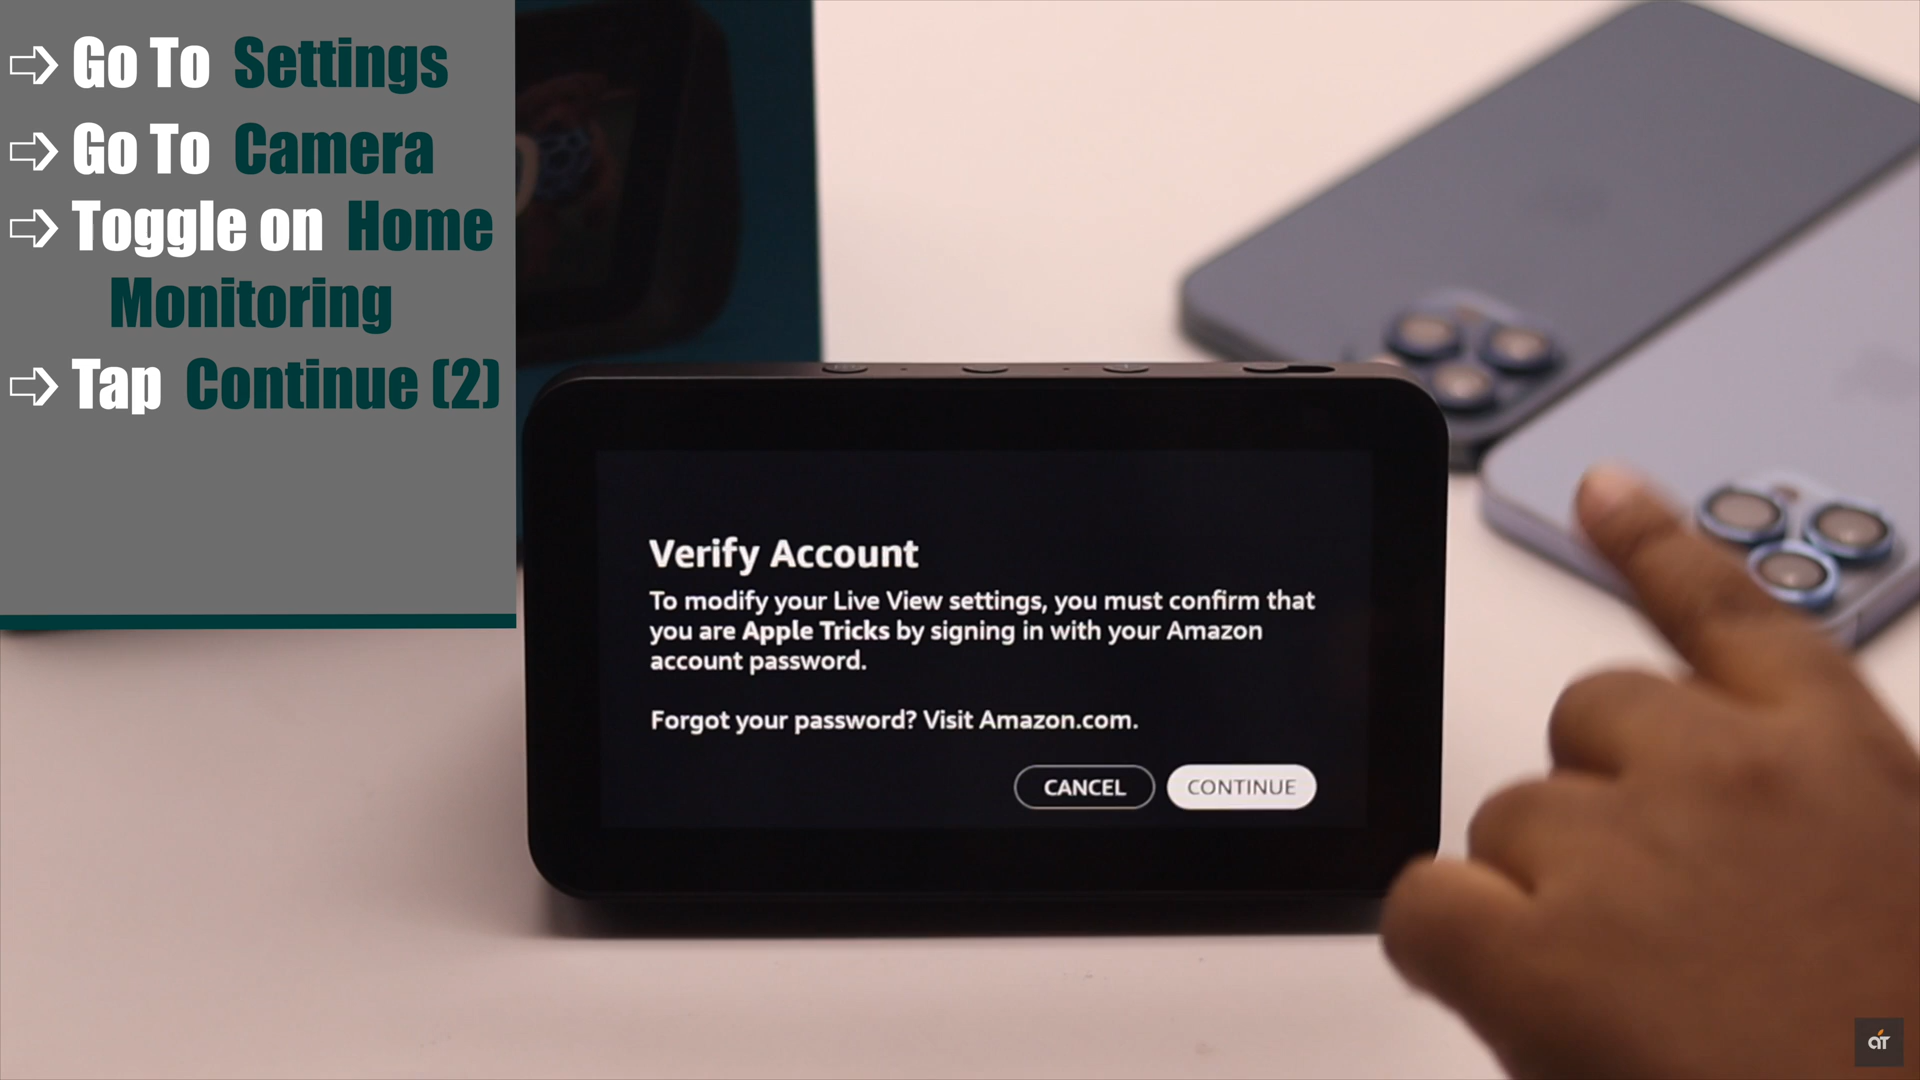 Go To Settings
Go To Camera
Toggle on Home
Monitoring
Tap Continue (2)
Verify Account
To modify your Live View settings, you must confirm that
you are Apple Tricks by signing in with your Amazon
account password.
Forgot your password? Visit Amazon.com.
CANCEL
CONTINUE
aT